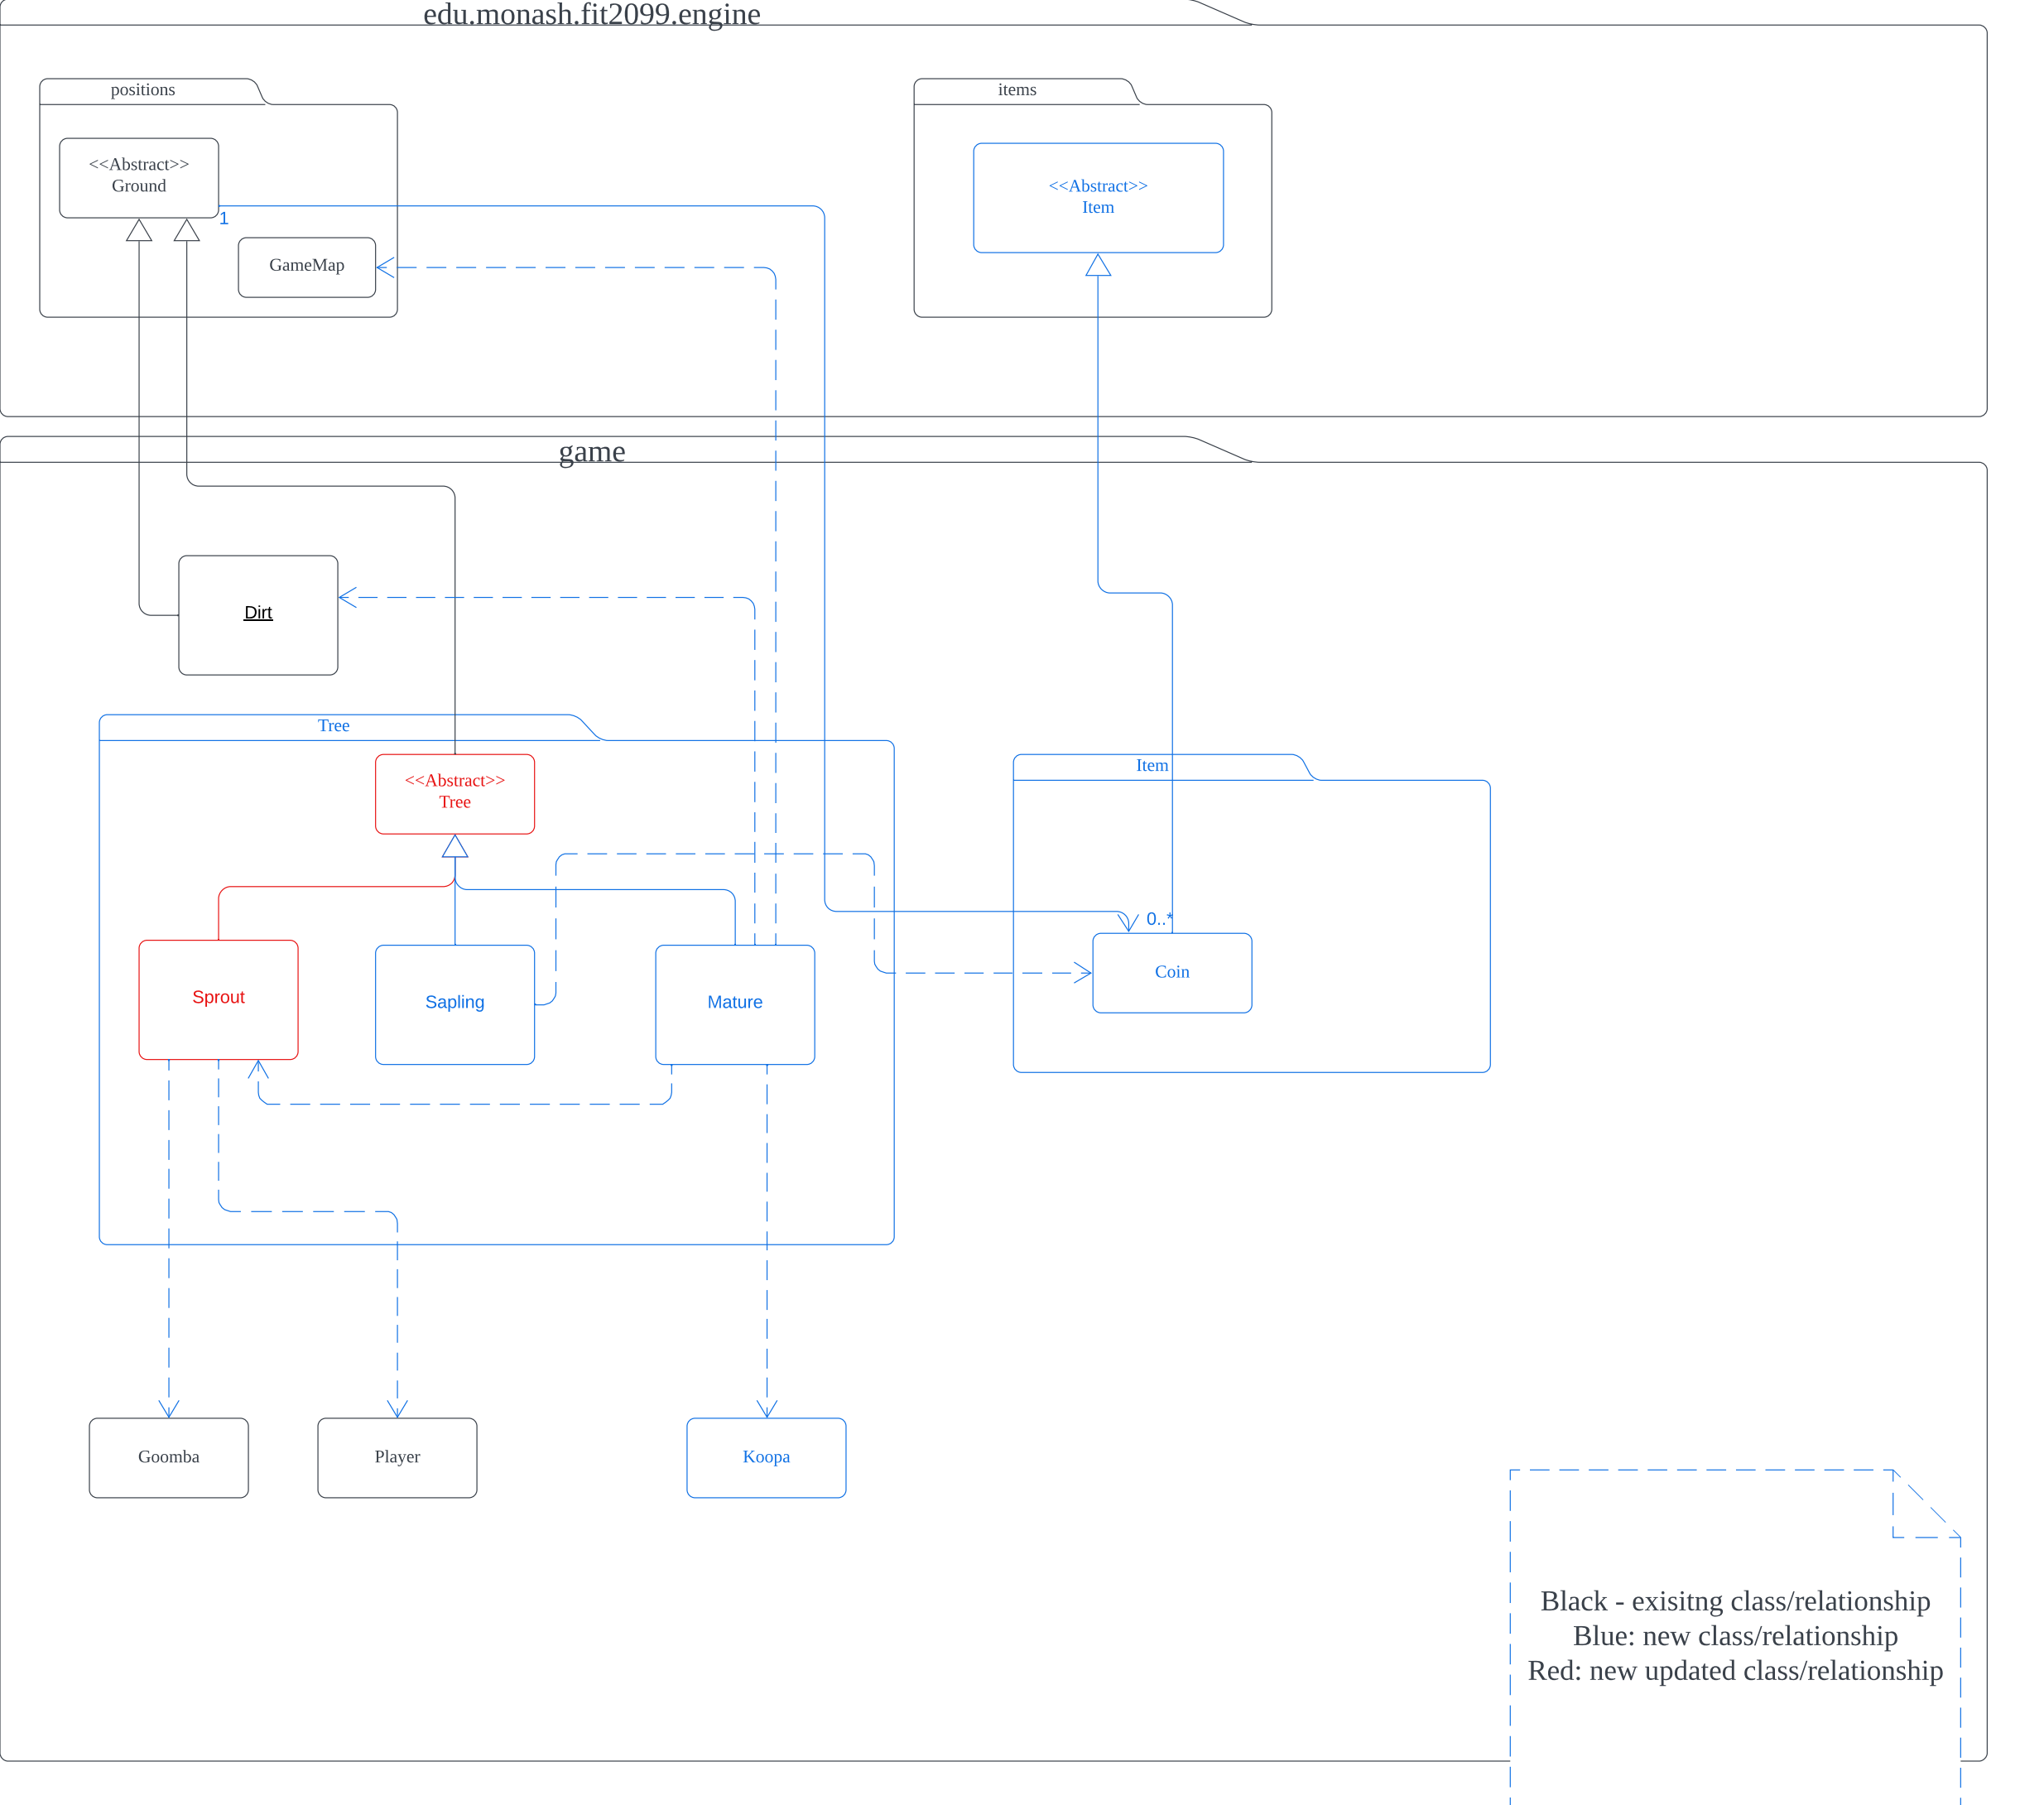 edu.monash.fit2099.engine
positions
items
<<Abstract>>
Ground
<<Abstract>>
Item
1
GameMap
game
Dirt
Tree
<<Abstract>>
Tree
Item
0..*
Coin
Sprout
Sapling
Mature
Goomba
Player
Koopa
Black - exisitng class/relationship
Blue: new class/relationship
Red: new updated class/relationship